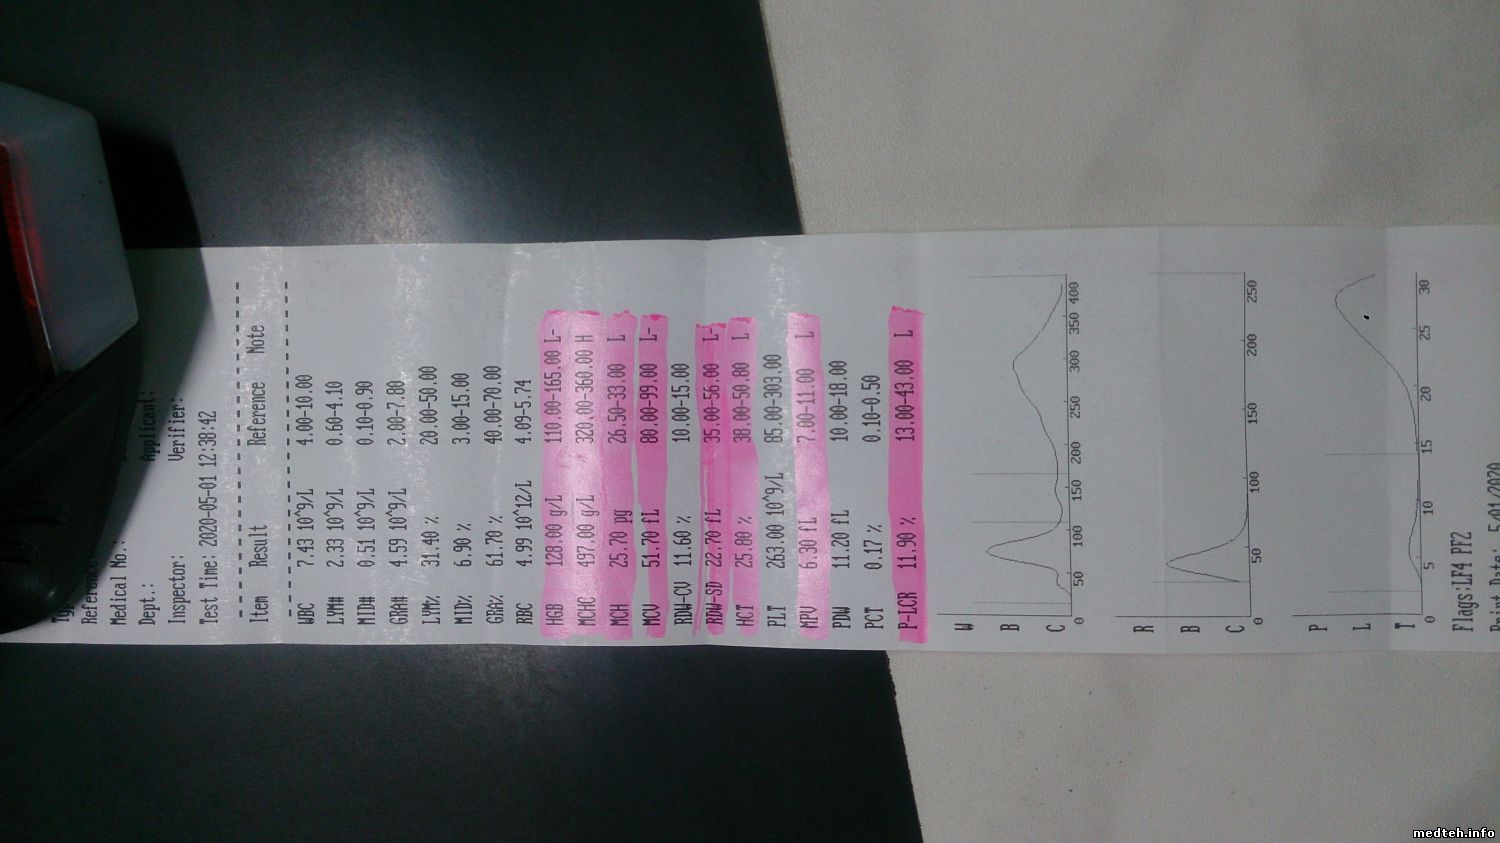 Medical No.:
Dept.:
Applicant:
Inspector:
Verifier:
Test Time: 2020-05-01 12:38:42
Item Result Reference Note
WBC 7.43 10^9/L 4.00-10.00
LYM# 2.33 10^9/L 0.60-4.10
MID# 0.51 10^9/L 0.10-0.90
GRA# 4.59 10^9/L 2.00-7.80
LYM% 31.40 % 20.00-50.00
MID% 6.90 % 3.00-15.00
GRA% 61.70 % 40.00-70.00
RBC 4.99 10^12/L 4.09-5.74
HGB 128.00 g/L 110.00-165.00 L-
MCHC 497.00 g/L 320.00-360.00 H
MCH 25.70 pg 26.50-33.00 L
MCV 51.70 fL 80.00-99.00 L-
RDW-CV 11.60 % 10.00-15.00
RDW-SD 22.70 fL 35.00-56.00 L-
HCT 25.80 % 38.00-50.80 L
PLT 263.00 10^9/L 85.00-303.00
MPV 6.30 fL 7.00-11.00 L
PDW 11.20 fL 10.00-18.00
PCT 0.17 % 0.10-0.50
P-LCR 11.90 % 13.00-43.00 L
W B C
0 50 100 150 200 250 300 350 400
R B C
0 50 100 150 200 250
P L T
0 5 10 15 20 25 30
Flags:LF4 PF2
Print Date: 5/01/2020
medteh.info